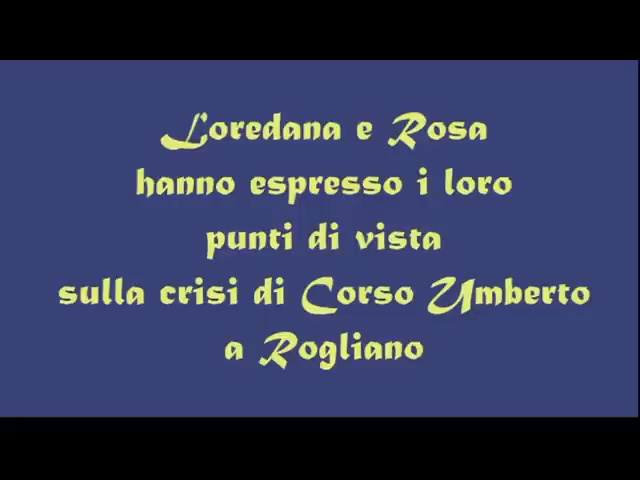 Loredana e Rosa
hanno espresso i loro
punti di vista
sulla crisi di Corso Umberto
a Rogliano